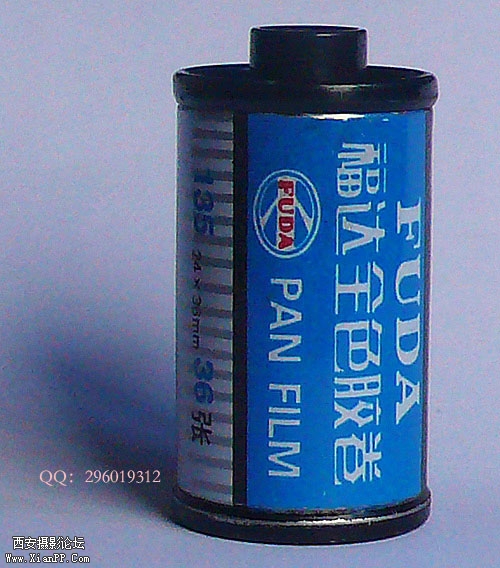 FUDA
福达全色胶卷
FUDA
PAN FILM
135 24×36mm 36张
QQ: 296019312
西安摄影论坛
www.XianPP.Com